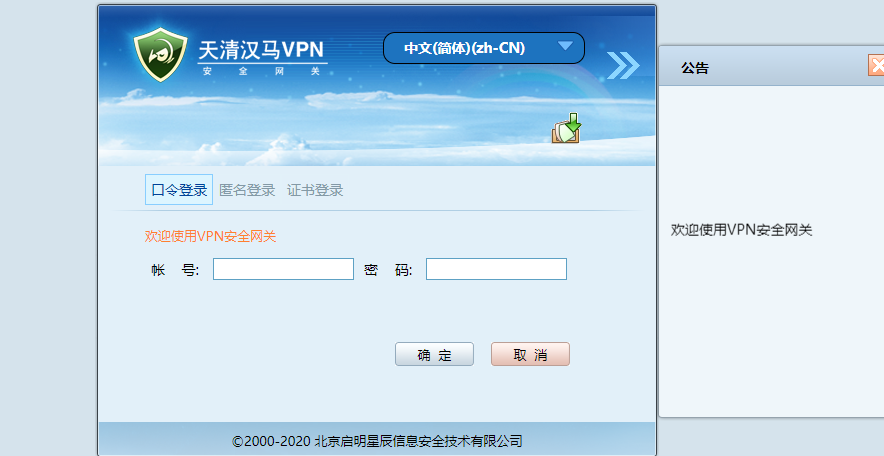 天清汉马VPN
安全网关
中文(简体)(zh-CN)
公告
口令登录 匿名登录 证书登录
欢迎使用VPN安全网关
帐 号: 密 码:
欢迎使用VPN安全网关
确 定 取 消
©2000-2020 北京启明星辰信息安全技术有限公司